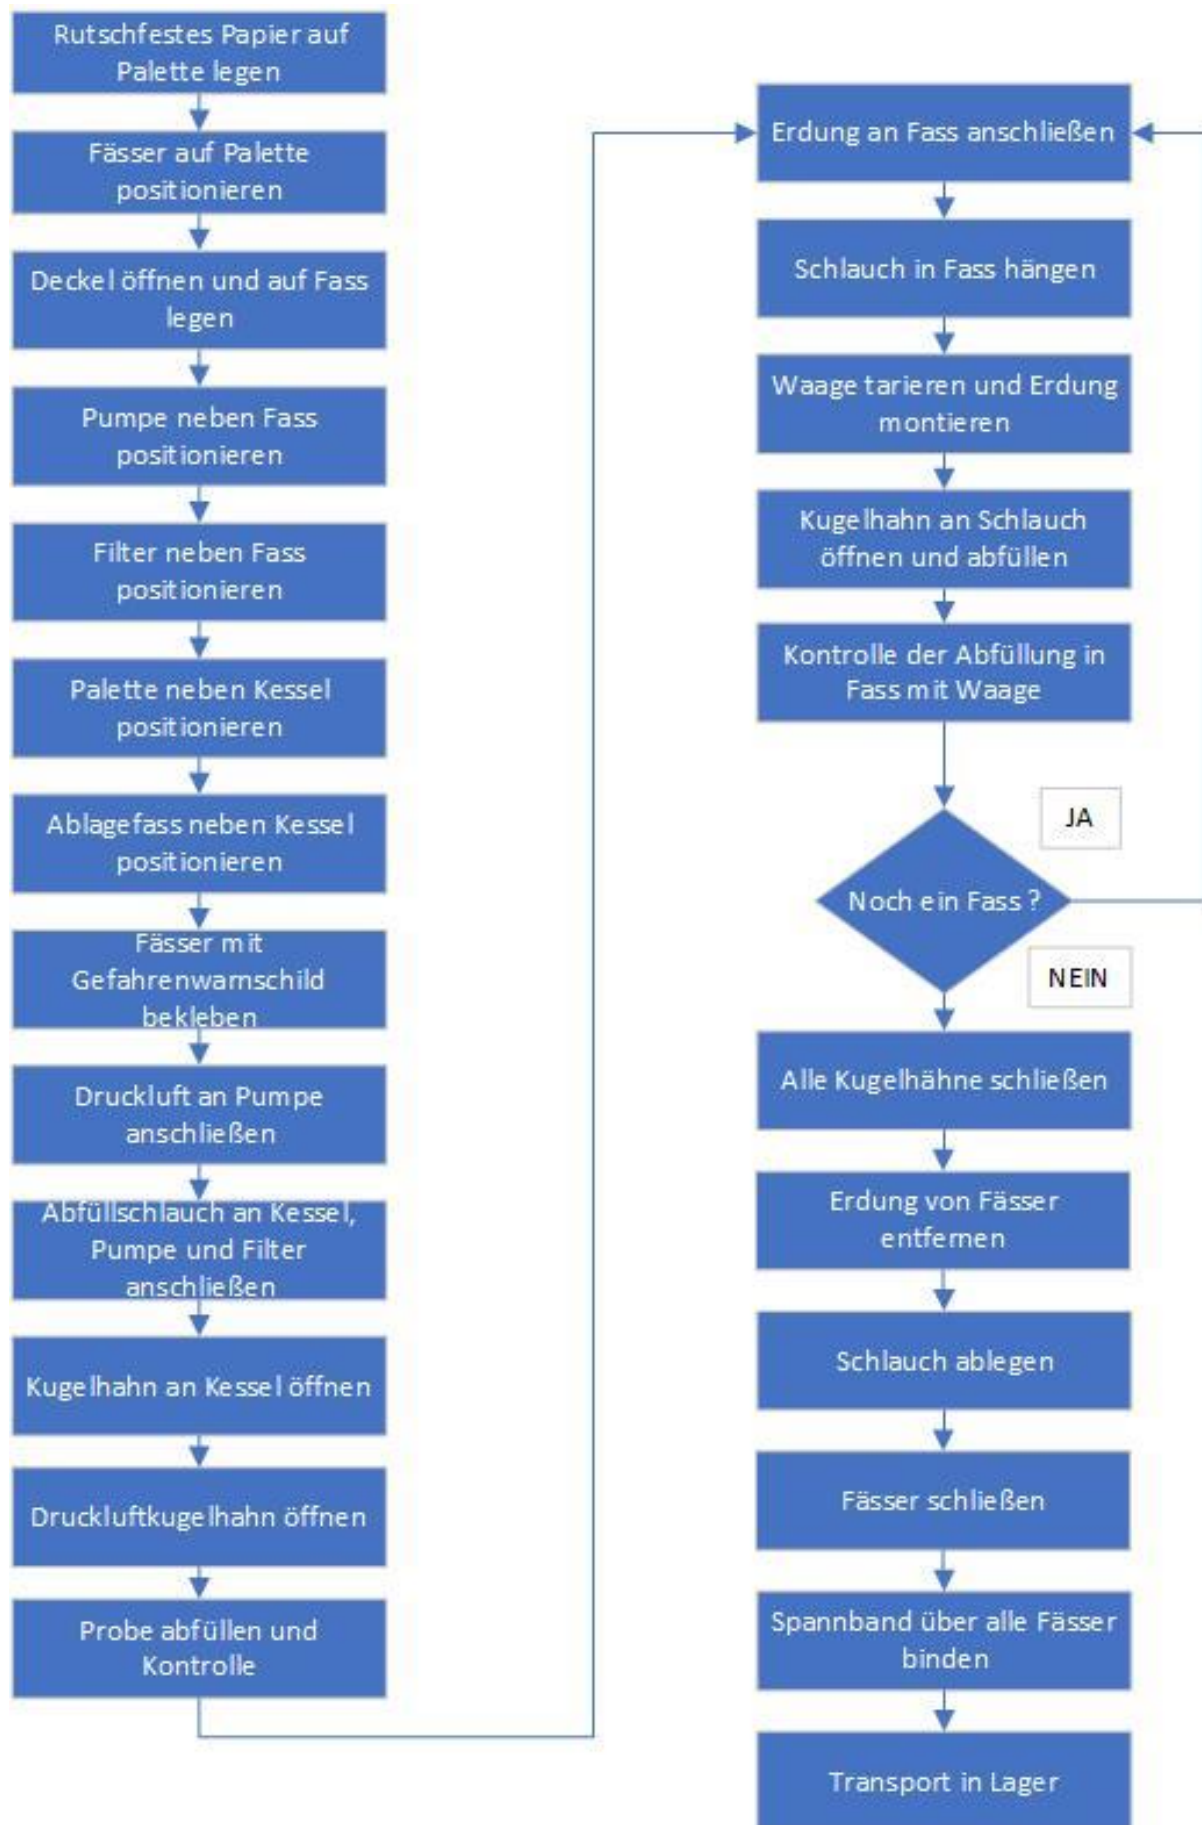 Rutschfestes Papier auf
Palette legen
Fässer auf Palette
positionieren
Deckel öffnen und auf Fass
legen
Pumpe neben Fass
positionieren
Filter neben Fass
positionieren
Palette neben Kessel
positionieren
Ablagefass neben Kessel
positionieren
Fässer mit
Gefahrenwarnschild
bekleben
Druckluft an Pumpe
anschließen
Abfüllschlauch an Kessel,
Pumpe und Filter
anschließen
Kugelhahn an Kessel öffnen
Druckluftkugelhahn öffnen
Probe abfüllen und
Kontrolle
Erdung an Fass anschließen
Schlauch in Fass hängen
Waage tarieren und Erdung
montieren
Kugelhahn an Schlauch
öffnen und abfüllen
Kontrolle der Abfüllung in
Fass mit Waage
JA
Noch ein Fass ?
NEIN
Alle Kugelhähne schließen
Erdung von Fässer
entfernen
Schlauch ablegen
Fässer schließen
Spannband über alle Fässer
binden
Transport in Lager